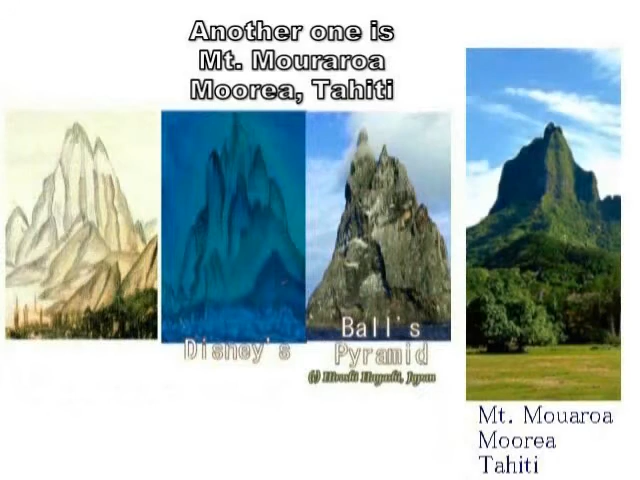 Another one is
Mt. Mouraroa
Moorea, Tahiti
Disney's
Ball's
Pyramid
(c) Hiroshi Hayashi, Japan
Mt. Mouaroa
Moorea
Tahiti